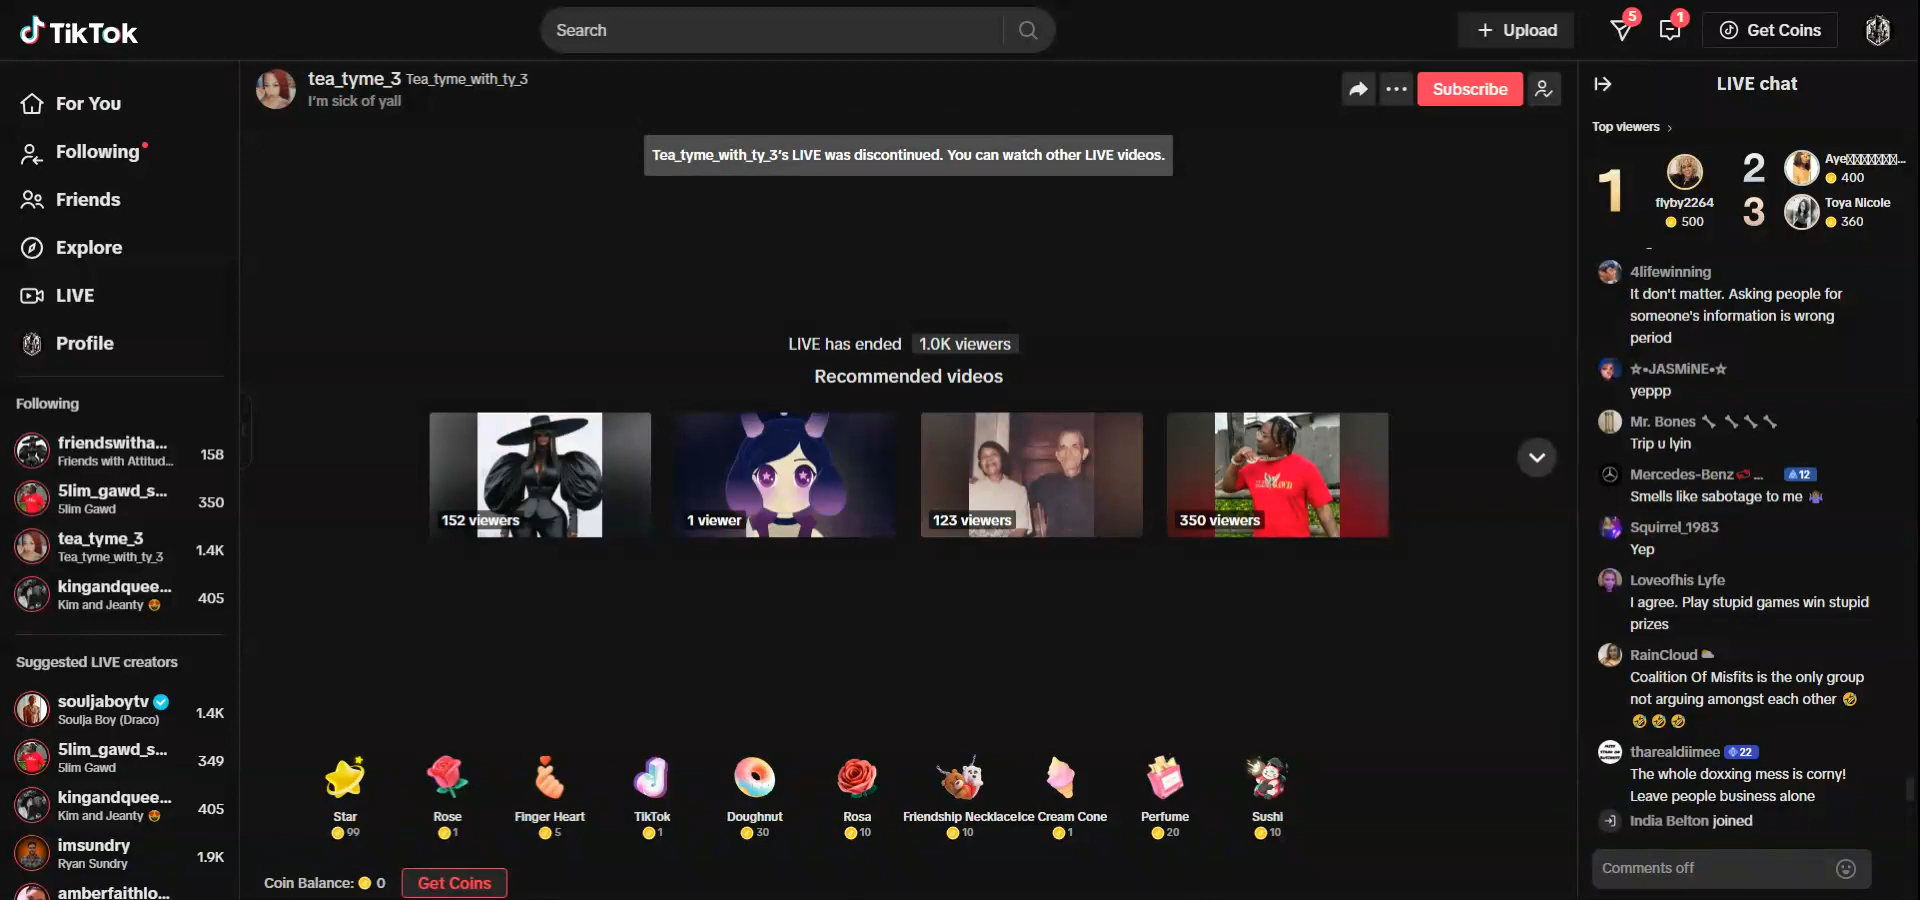 TikTok
Search
Upload
5
1
Get Coins
For You
Following
Friends
Explore
LIVE
Profile
Following
friendswitha...
Friends with Attitud...
158
5lim_gawd_s...
5lim Gawd
350
tea_tyme_3
Tea_tyme_with_ty_3
1.4K
kingandquee...
Kim and Jeanty 😍
405
Suggested LIVE creators
souljaboytv
Soulja Boy (Draco)
1.4K
5lim_gawd_s...
5lim Gawd
349
kingandquee...
Kim and Jeanty 😍
405
imsundry
Ryan Sundry
1.9K
amberfaithlo...
tea_tyme_3 Tea_tyme_with_ty_3
I'm sick of yall
Subscribe
Tea_tyme_with_ty_3's LIVE was discontinued. You can watch other LIVE videos.
LIVE has ended 1.0K viewers
Recommended videos
152 viewers
1 viewer
123 viewers
350 viewers
Star
99
Rose
1
Finger Heart
5
TikTok
1
Doughnut
30
Rosa
10
Friendship Necklace
10
Ice Cream Cone
1
Perfume
20
Sushi
10
Coin Balance: 0
Get Coins
LIVE chat
Top viewers
1
flyby2264
500
2
Aye...
400
3
Toya Nicole
360
4lifewinning
It don't matter. Asking people for
someone's information is wrong
period
☆•JASMiNE•☆
yeppp
Mr. Bones 🦴 🦴 🦴 🦴
Trip u lyin
Mercedes-Benz... 12
Smells like sabotage to me
Squirrel_1983
Yep
Loveofhis Lyfe
I agree. Play stupid games win stupid
prizes
RainCloud 🌥
Coalition Of Misfits is the only group
not arguing amongst each other 🤣
🤣 🤣 🤣
tharealdiimee 22
The whole doxxing mess is corny!
Leave people business alone
India Belton joined
Comments off